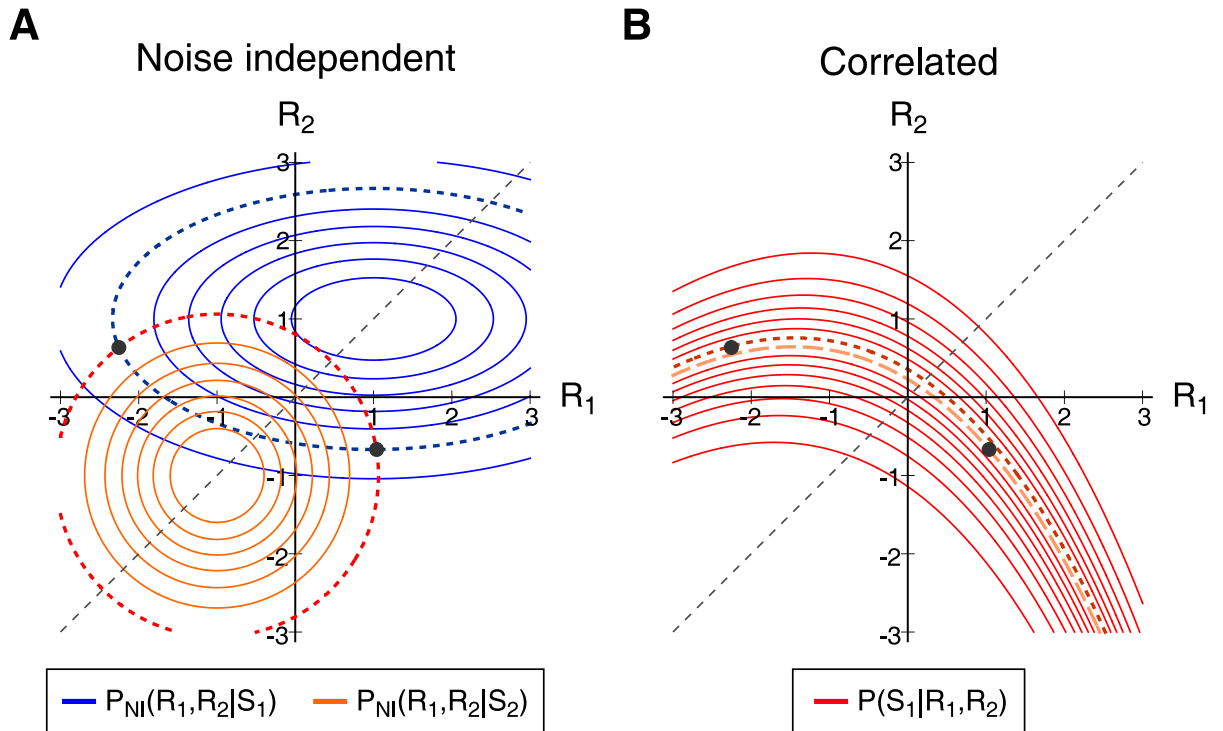 A
Noise independent
R2
3
2
1
-3 -2 -1 1 2 3 R1
-1
-2
-3
PNI(R1,R2|S1) PNI(R1,R2|S2)
B
Correlated
R2
3
2
1
-3 -2 -1 1 2 3 R1
-1
-2
-3
P(S1|R1,R2)